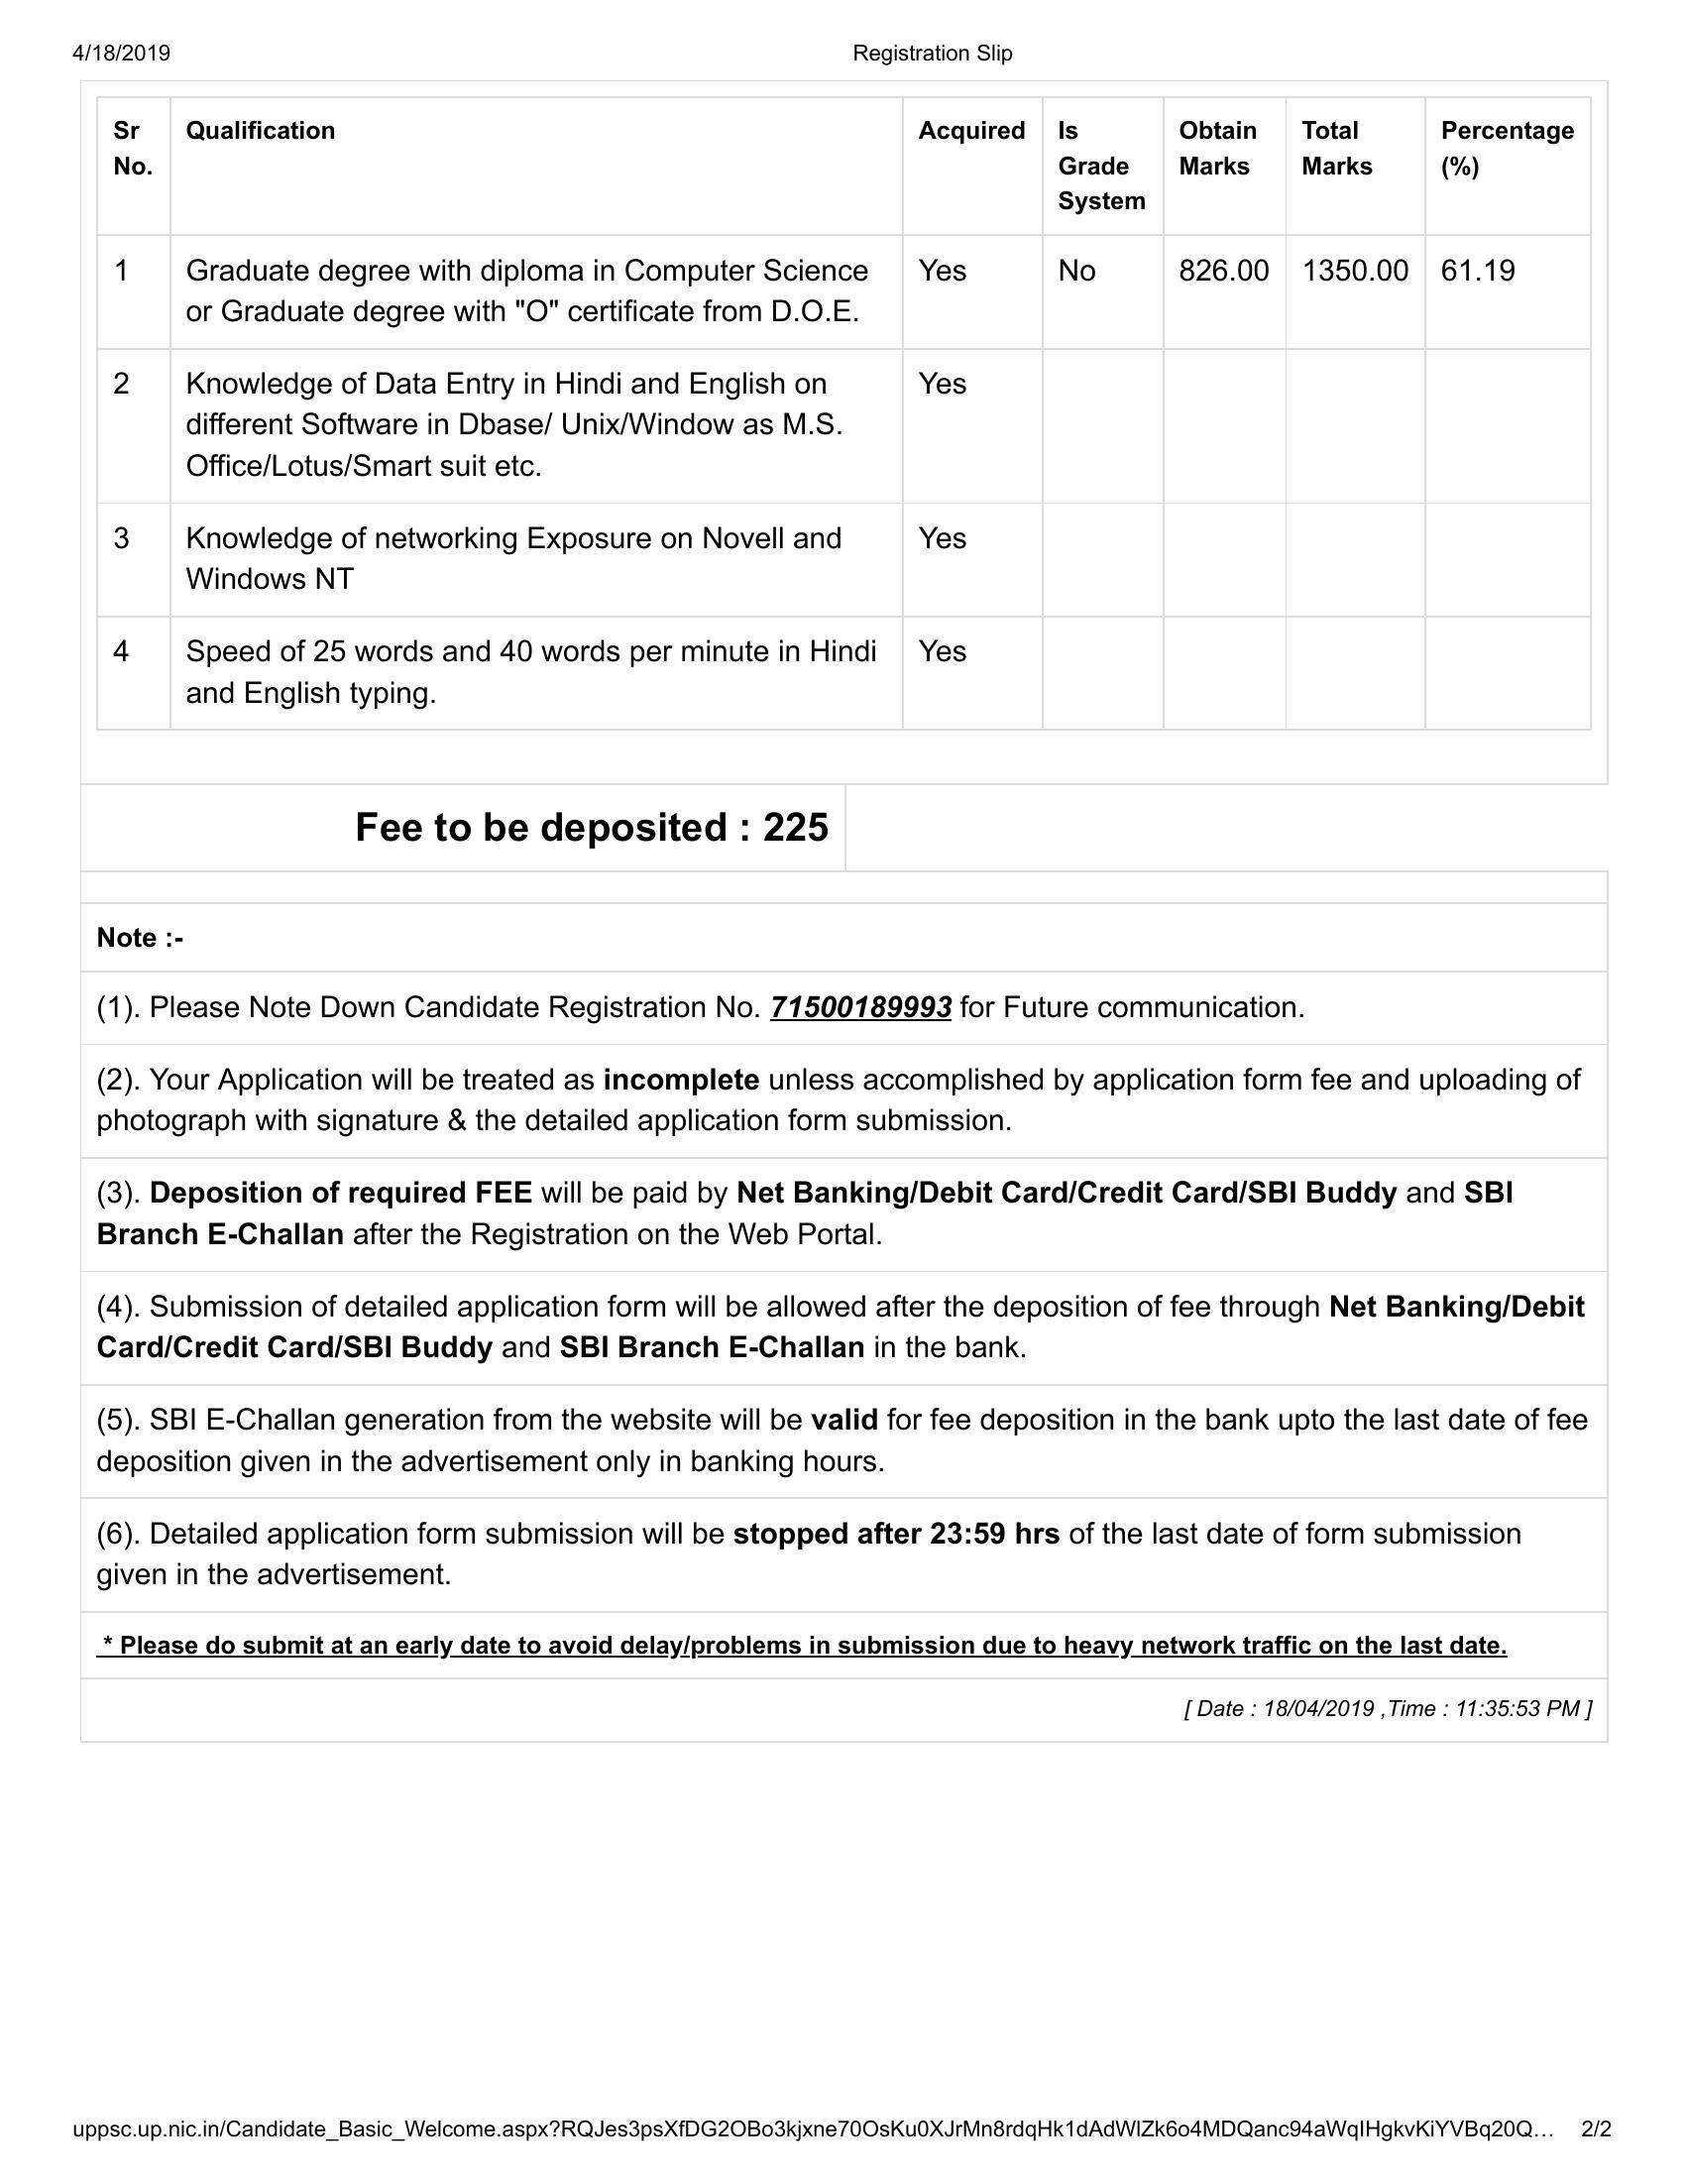 4/18/2019 Registration Slip
Sr No. Qualification Acquired Is Grade System Obtain Marks Total Marks Percentage (%)
1 Graduate degree with diploma in Computer Science Yes No 826.00 1350.00 61.19
or Graduate degree with "O" certificate from D.O.E.
2 Knowledge of Data Entry in Hindi and English on Yes
different Software in Dbase/ Unix/Window as M.S.
Office/Lotus/Smart suit etc.
3 Knowledge of networking Exposure on Novell and Yes
Windows NT
4 Speed of 25 words and 40 words per minute in Hindi Yes
and English typing.
Fee to be deposited : 225
Note :-
(1). Please Note Down Candidate Registration No. 71500189993 for Future communication.
(2). Your Application will be treated as incomplete unless accomplished by application form fee and uploading of
photograph with signature & the detailed application form submission.
(3). Deposition of required FEE will be paid by Net Banking/Debit Card/Credit Card/SBI Buddy and SBI
Branch E-Challan after the Registration on the Web Portal.
(4). Submission of detailed application form will be allowed after the deposition of fee through Net Banking/Debit
Card/Credit Card/SBI Buddy and SBI Branch E-Challan in the bank.
(5). SBI E-Challan generation from the website will be valid for fee deposition in the bank upto the last date of fee
deposition given in the advertisement only in banking hours.
(6). Detailed application form submission will be stopped after 23:59 hrs of the last date of form submission
given in the advertisement.
* Please do submit at an early date to avoid delay/problems in submission due to heavy network traffic on the last date.
[ Date : 18/04/2019 ,Time : 11:35:53 PM ]
uppsc.up.nic.in/Candidate_Basic_Welcome.aspx?RQJes3psXfDG2OBo3kjxne70OsKu0XJrMn8rdqHk1dAdWlZk6o4MDQanc94aWqIHgkvKiYVBq20Q… 2/2